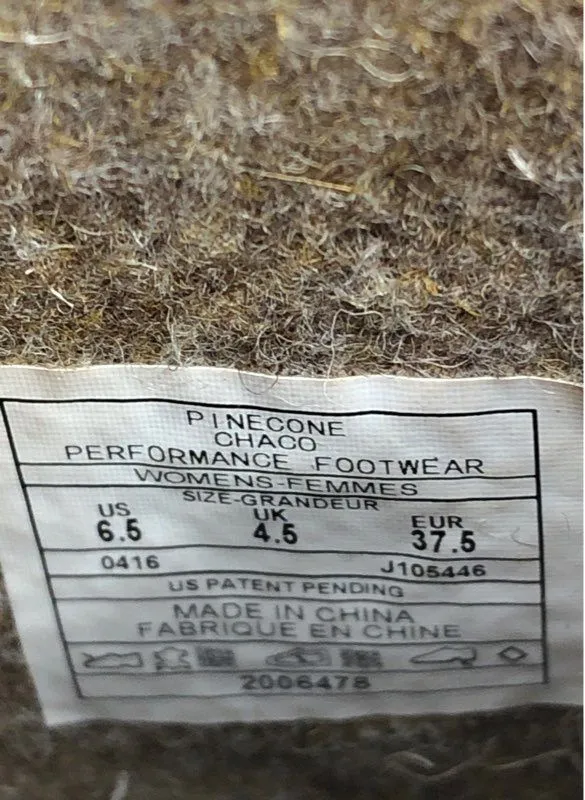 PINECONE
CHACO
PERFORMANCE FOOTWEAR
WOMENS-FEMMES
SIZE-GRANDEUR
US UK EUR
6.5 4.5 37.5
0416 J105446
US PATENT PENDING
MADE IN CHINA
FABRIQUE EN CHINE
2006478